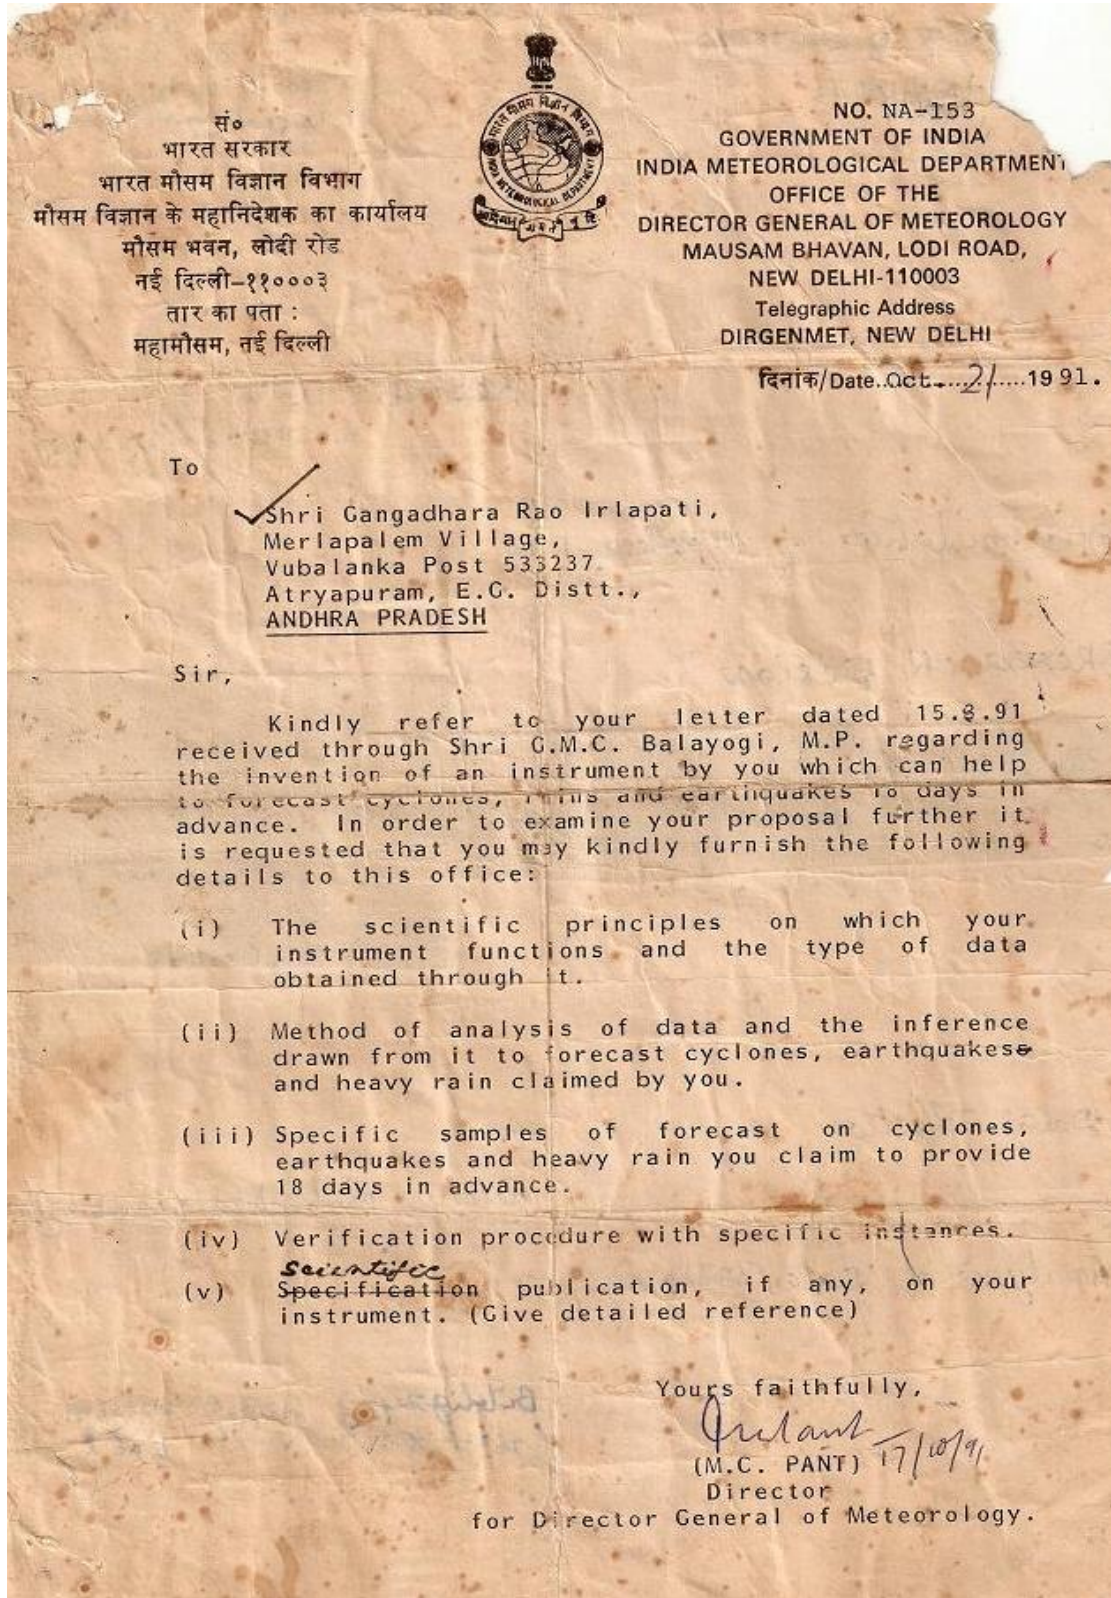 सं०
भारत सरकार
भारत मौसम विज्ञान विभाग
मौसम विज्ञान के महानिदेशक का कार्यालय
मौसम भवन, लोदी रोड
नई दिल्ली-११०००३
तार का पता :
महामौसम, नई दिल्ली
भारत मौसम विज्ञान विभाग
INDIA METEOROLOGICAL DEPARTMENT
NO. NA-153
GOVERNMENT OF INDIA
INDIA METEOROLOGICAL DEPARTMENT
OFFICE OF THE
DIRECTOR GENERAL OF METEOROLOGY
MAUSAM BHAVAN, LODI ROAD,
NEW DELHI-110003
Telegraphic Address
DIRGENMET, NEW DELHI
दिनांक/Date..Oct.....21.....1991.
To
Shri Gangadhara Rao Irlapati,
Merlapalem Village,
Vubalanka Post 533237
Atryapuram, E.G. Distt.,
ANDHRA PRADESH
Sir,
Kindly refer to your letter dated 15.8.91
received through Shri G.M.C. Balayogi, M.P. regarding
the invention of an instrument by you which can help
to forecast cyclones, rains and earthquakes 18 days in
advance. In order to examine your proposal further it
is requested that you may kindly furnish the following
details to this office:
(i) The scientific principles on which your
instrument functions and the type of data
obtained through it.
(ii) Method of analysis of data and the inference
drawn from it to forecast cyclones, earthquakes
and heavy rain claimed by you.
(iii) Specific samples of forecast on cyclones,
earthquakes and heavy rain you claim to provide
18 days in advance.
(iv) Verification procedure with specific instances.
Scientific
(v) Specification publication, if any, on your
instrument. (Give detailed reference)
Yours faithfully,
17/10/91
(M.C. PANT)
Director
for Director General of Meteorology.